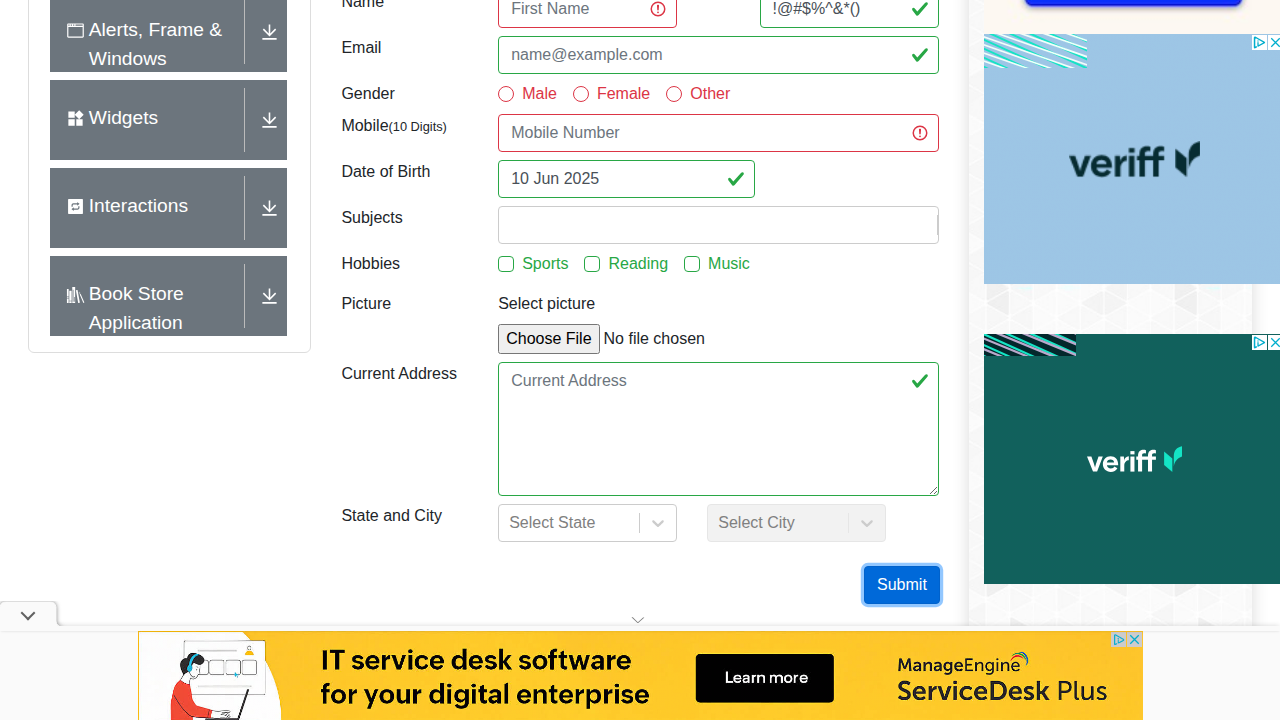 Alerts, Frame &
Windows
Widgets
Interactions
Book Store
Application
Name
First Name
!@#$%^&*()
Email
name@example.com
Gender
Male
Female
Other
Mobile(10 Digits)
Mobile Number
Date of Birth
10 Jun 2025
Subjects
Hobbies
Sports
Reading
Music
Picture
Select picture
Choose File No file chosen
Current Address
Current Address
State and City
Select State
Select City
Submit
veriff
veriff
IT service desk software
for your digital enterprise
Learn more
ManageEngine
ServiceDesk Plus